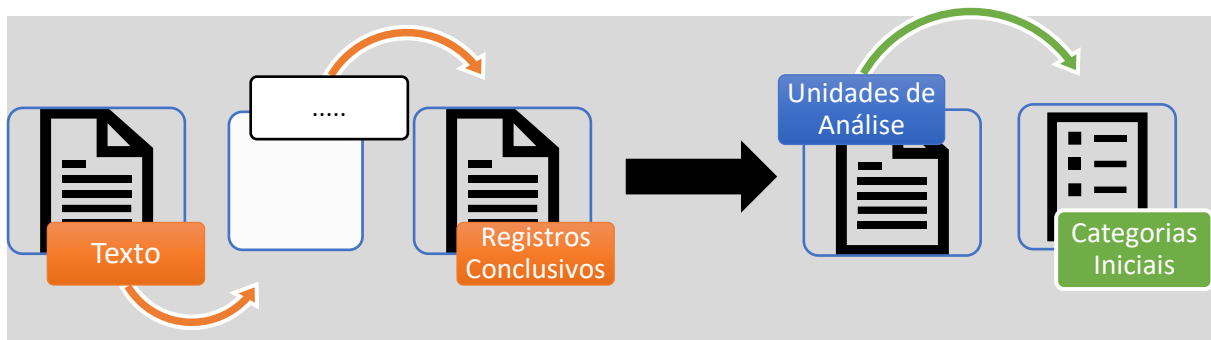 .....
Texto
Registros
Conclusivos
Unidades de
Análise
Categorias
Iniciais